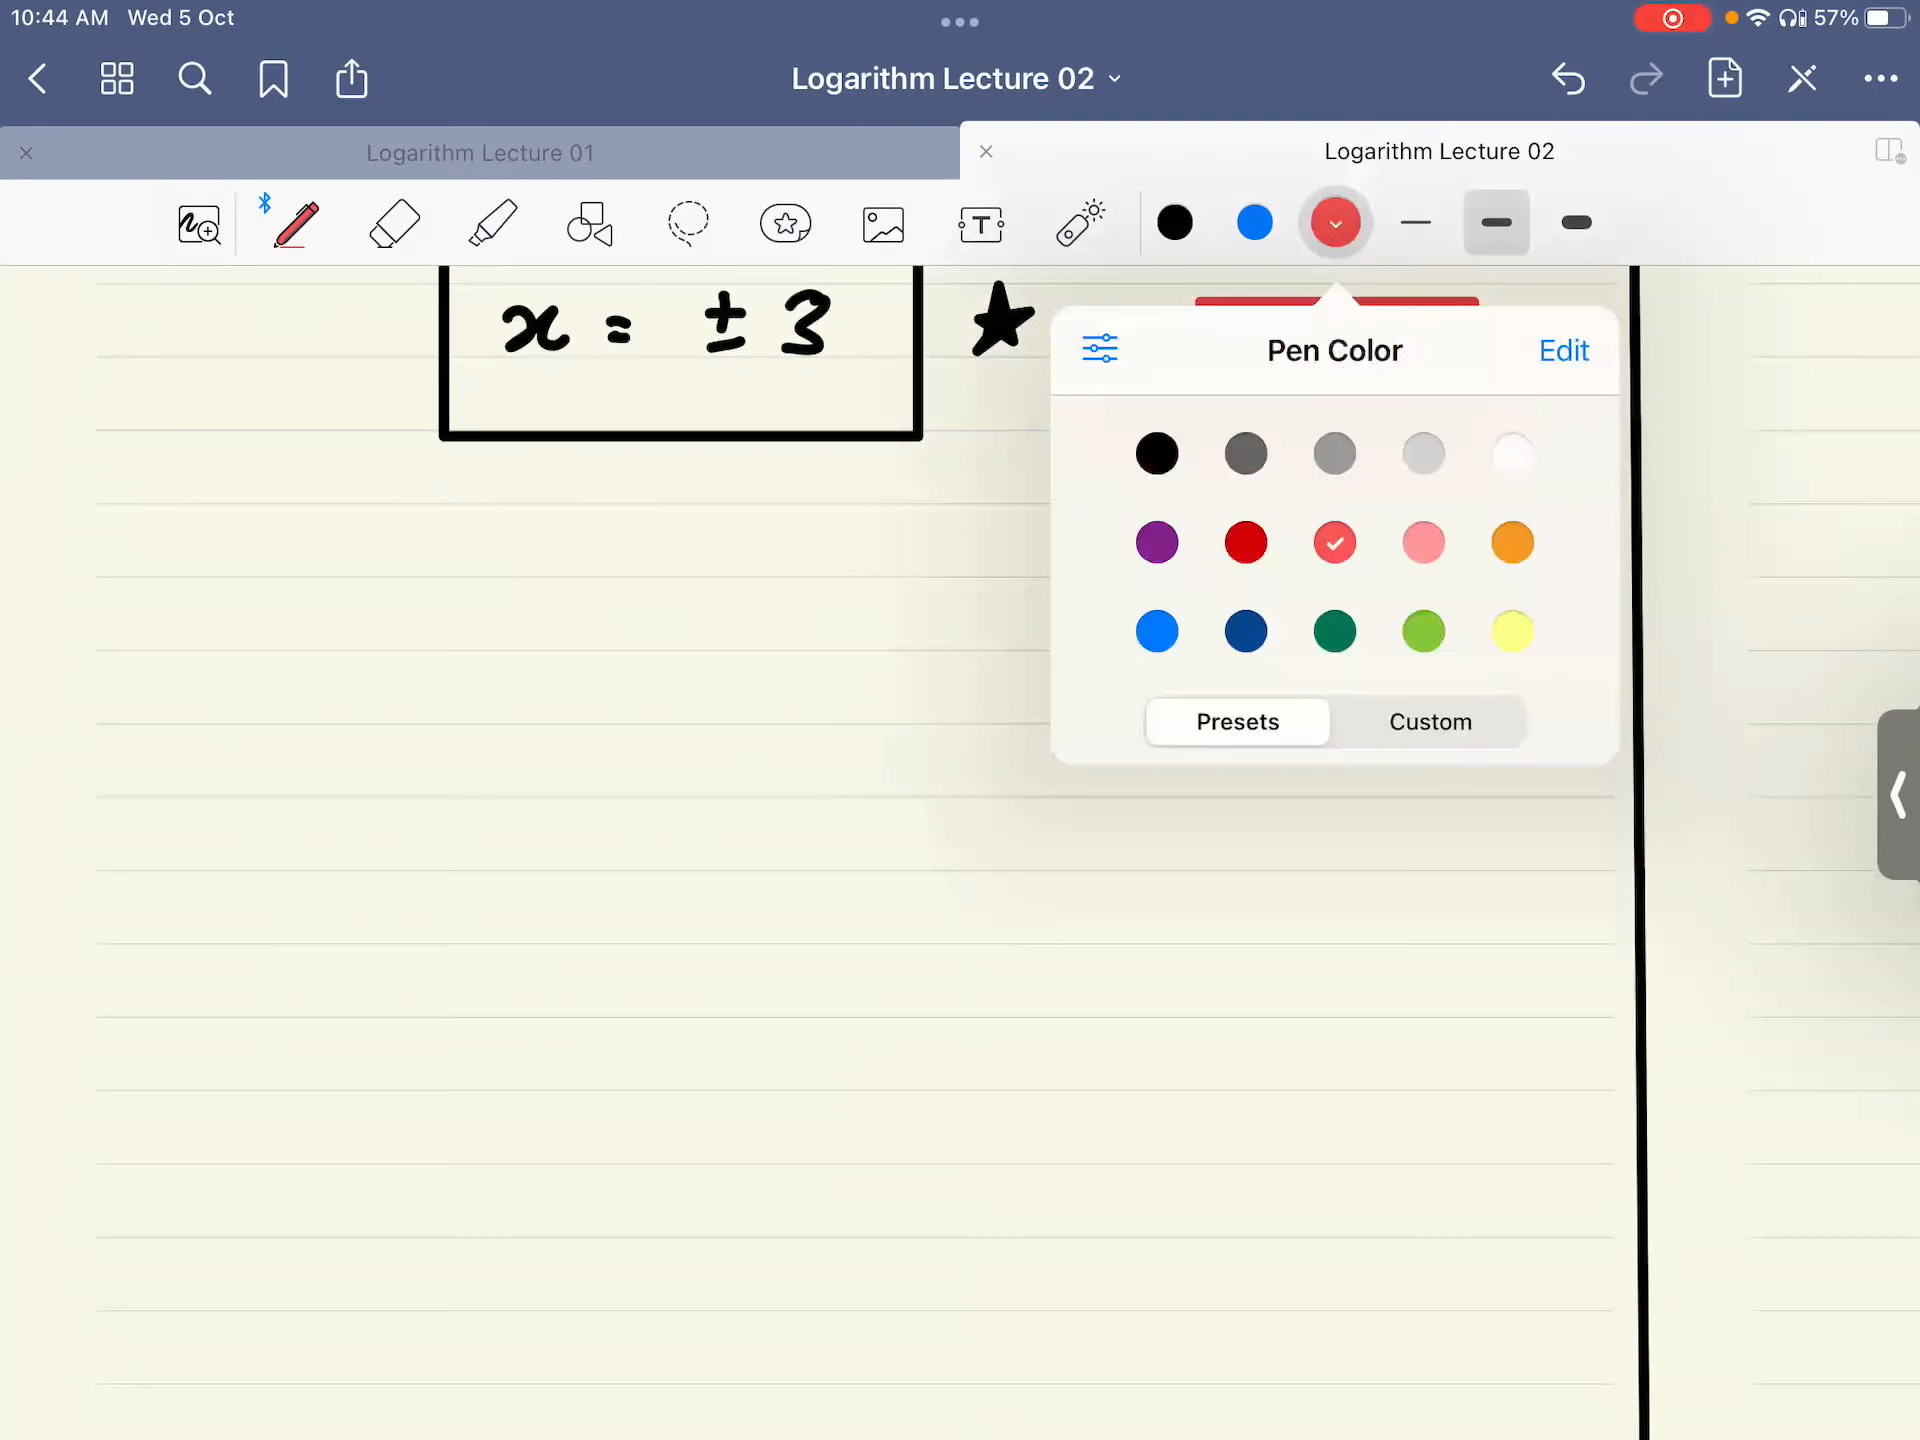 10:44 AM Wed 5 Oct
57%
Logarithm Lecture 02
Logarithm Lecture 01
Logarithm Lecture 02
T
x = ± 3
Pen Color
Edit
Presets
Custom